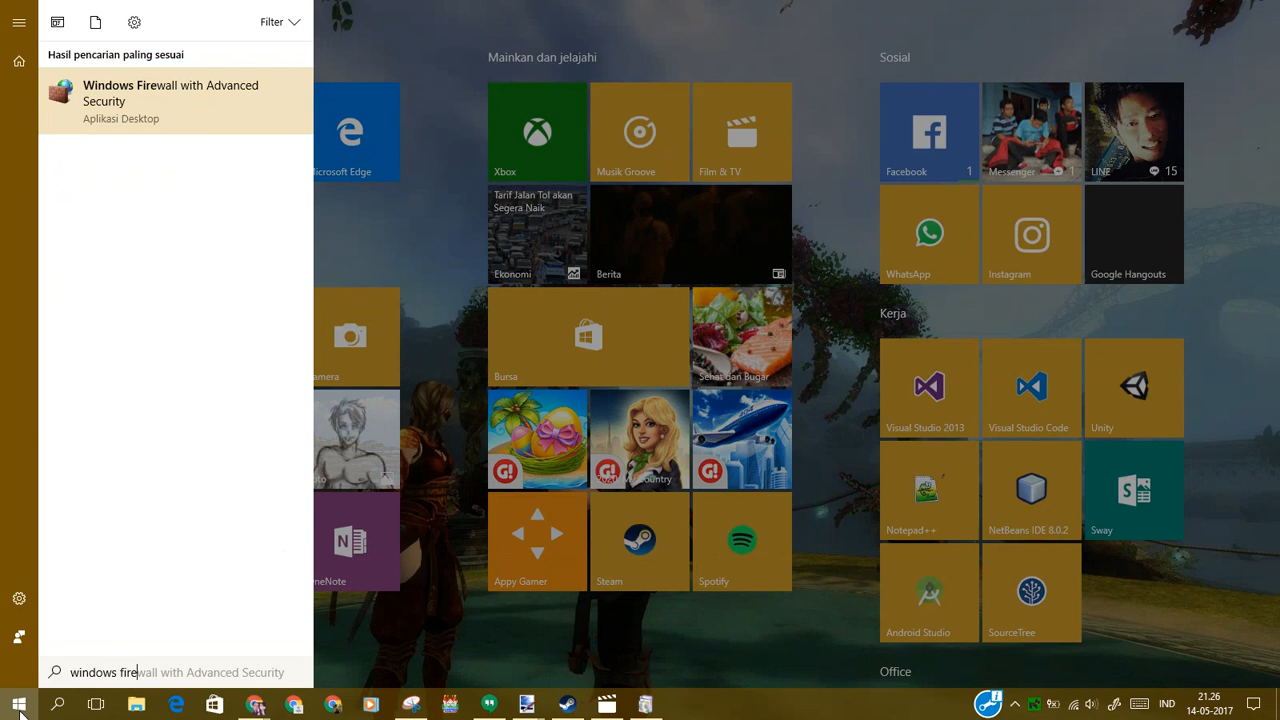 Filter
Hasil pencarian paling sesuai
Windows Firewall with Advanced
Security
Aplikasi Desktop
windows firewall with Advanced Security
Mainkan dan jelajahi
Sosial
icrosoft Edge
Xbox
Musik Groove
Film & TV
Facebook 1
Messenger 1
LINE 15
Tarif Jalan Tol akan
Segera Naik
Ekonomi
Berita
WhatsApp
Instagram
Google Hangouts
Kerja
amera
Bursa
Sehat dan Bugar
Visual Studio 2013
Visual Studio Code
Unity
oto
G!
G!
Country
G!
Notepad++
NetBeans IDE 8.0.2
Sway
neNote
Appy Gamer
Steam
Spotify
Android Studio
SourceTree
Office
IND
21.26
14-05-2017